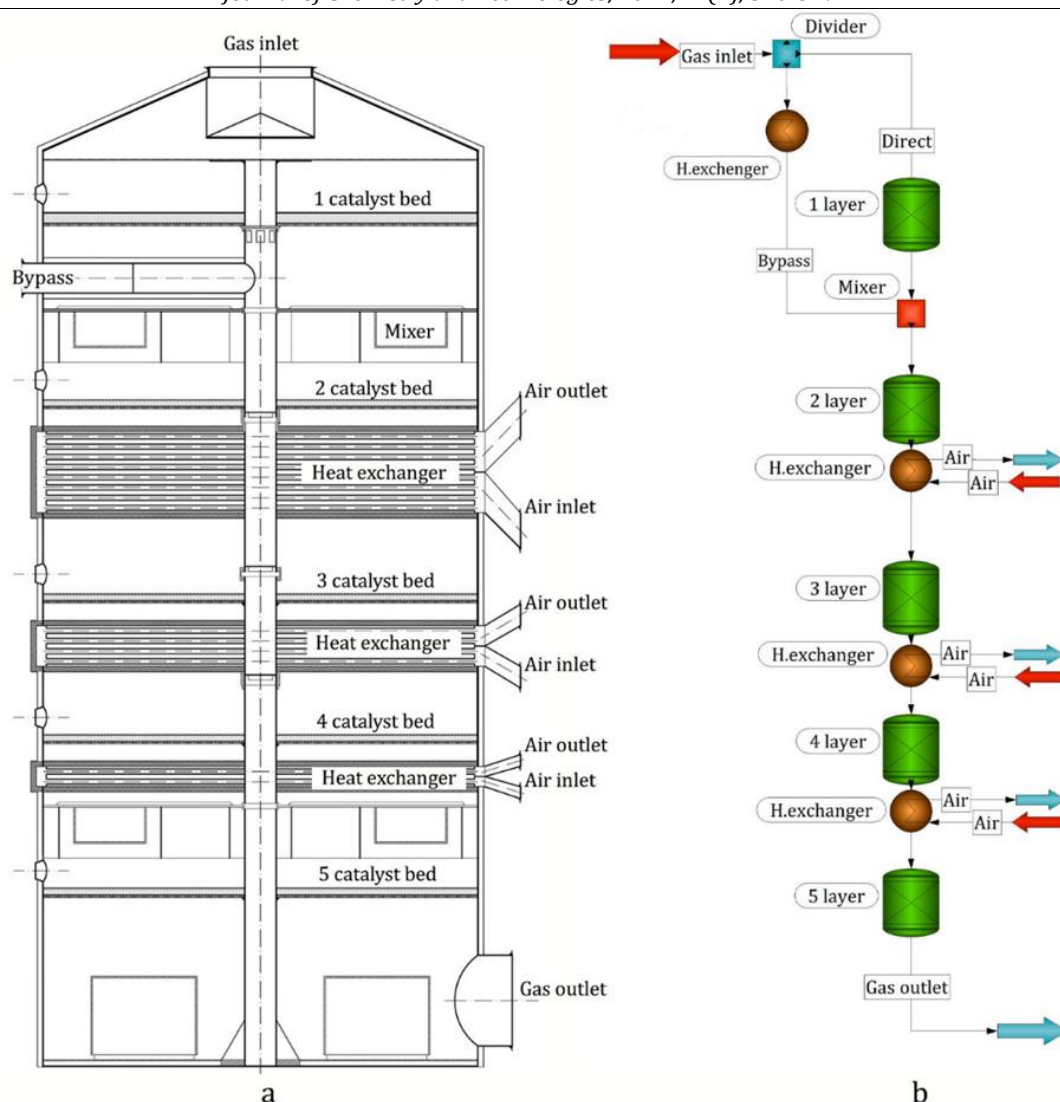 Gas inlet
1 catalyst bed
Bypass
Mixer
2 catalyst bed
Air outlet
Heat exchanger
Air inlet
3 catalyst bed
Air outlet
Heat exchanger
Air inlet
4 catalyst bed
Air outlet
Heat exchanger
Air inlet
5 catalyst bed
Gas outlet
a
Divider
Gas inlet
H.exchenger
Direct
1 layer
Bypass
Mixer
2 layer
Air
H.exchanger
Air
3 layer
Air
H.exchanger
Air
4 layer
Air
H.exchanger
Air
5 layer
Gas outlet
b